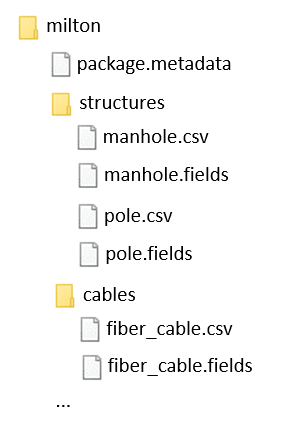 milton
package.metadata
structures
manhole.csv
manhole.fields
pole.csv
pole.fields
cables
fiber_cable.csv
fiber_cable.fields
...